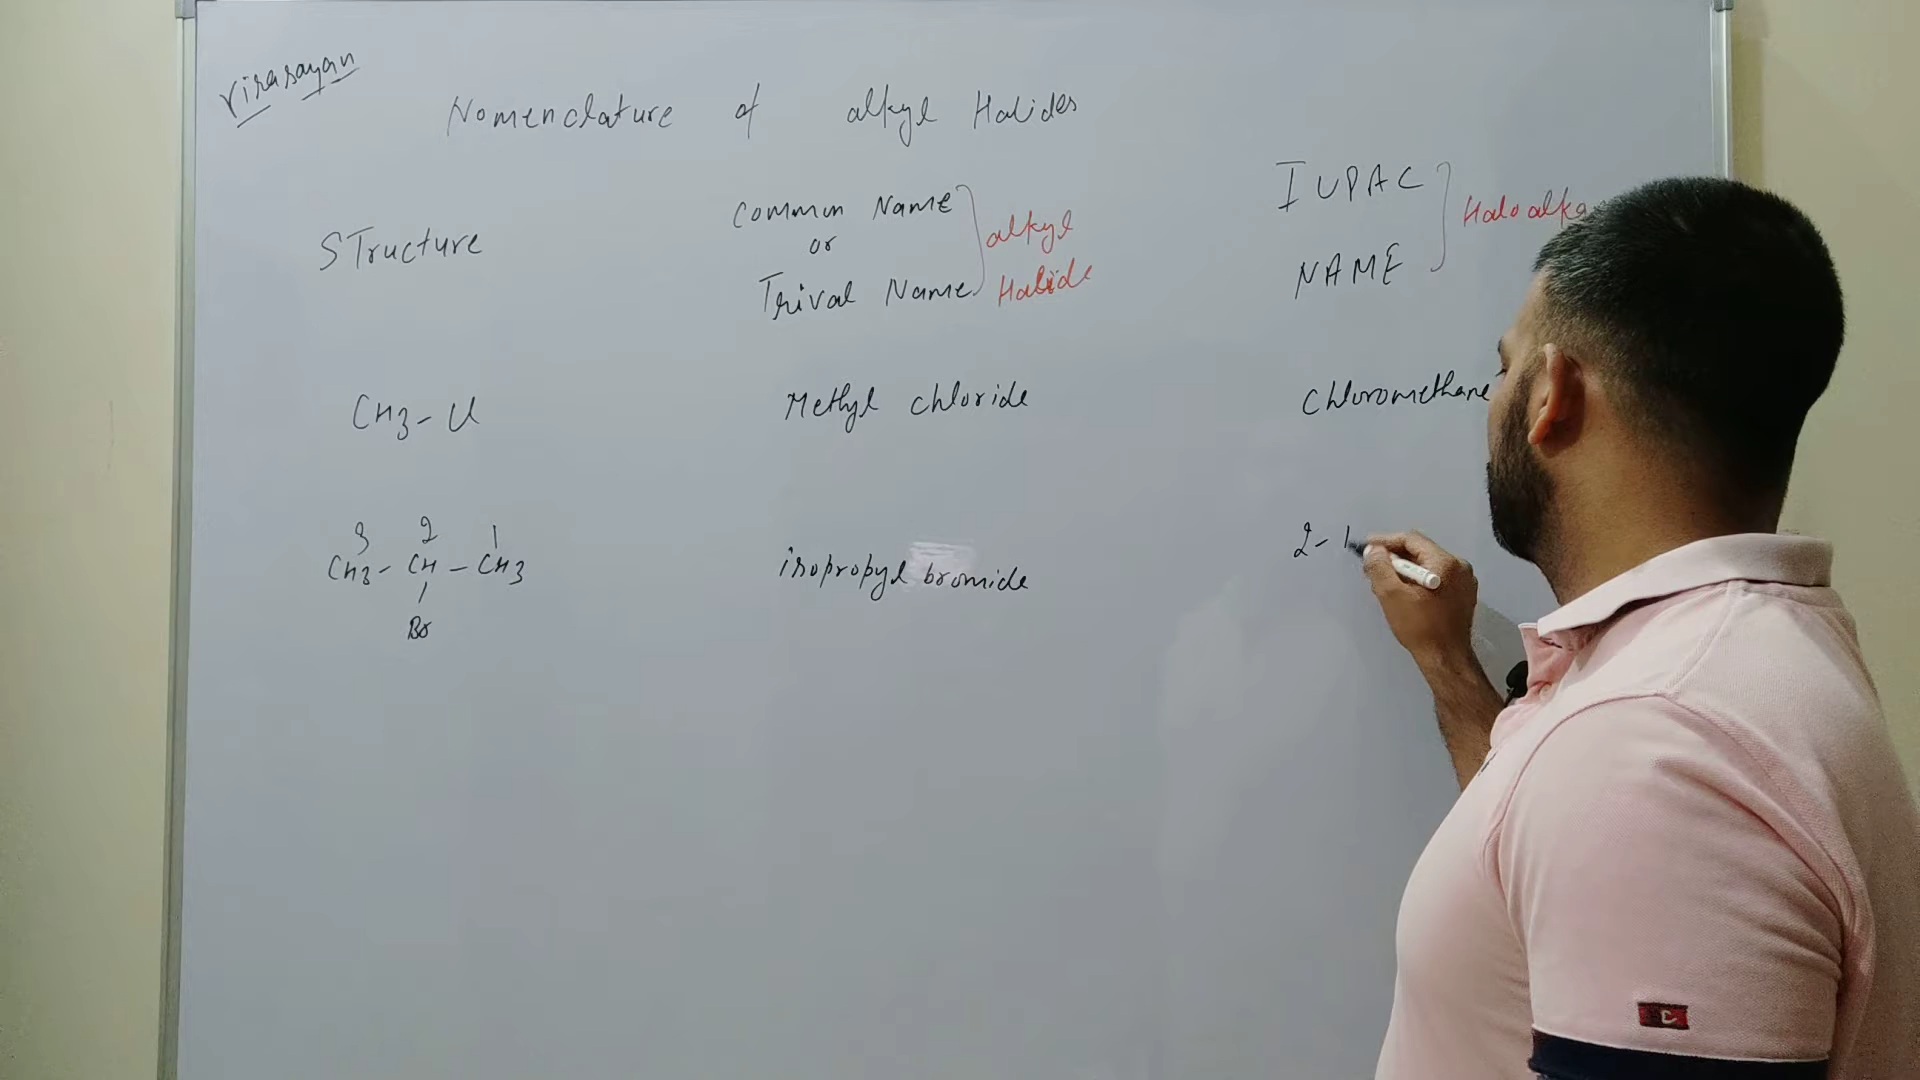 Virasayan
Nomenclature of alkyl Halides
STructure
Common Name
or
Trival Name
alkyl
Halide
IUPAC
NAME
Haloalka
CH3-Cl
Methyl chloride
Chloromethane
3 2 1
CH3-CH-CH3
Br
isopropyl bromide
2-